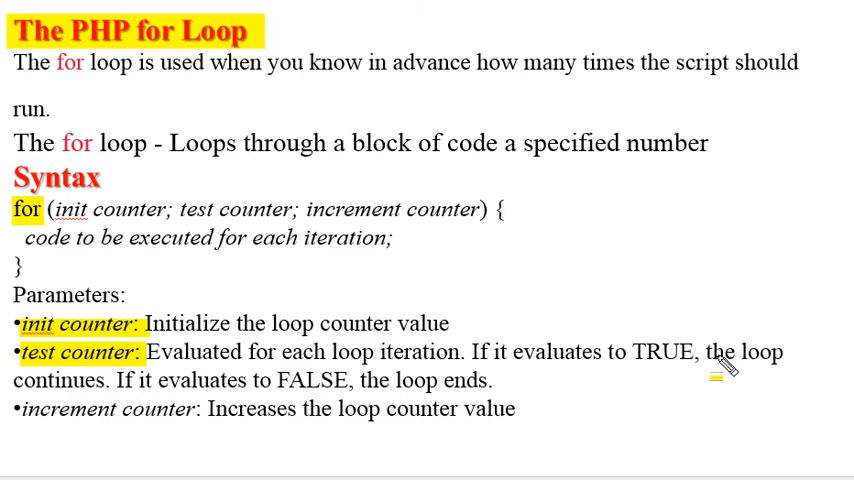 The PHP for Loop
The for loop is used when you know in advance how many times the script should
run.
The for loop - Loops through a block of code a specified number
Syntax
for (init counter; test counter; increment counter) {
code to be executed for each iteration;
}
Parameters:
•init counter: Initialize the loop counter value
•test counter: Evaluated for each loop iteration. If it evaluates to TRUE, the loop
continues. If it evaluates to FALSE, the loop ends.
•increment counter: Increases the loop counter value